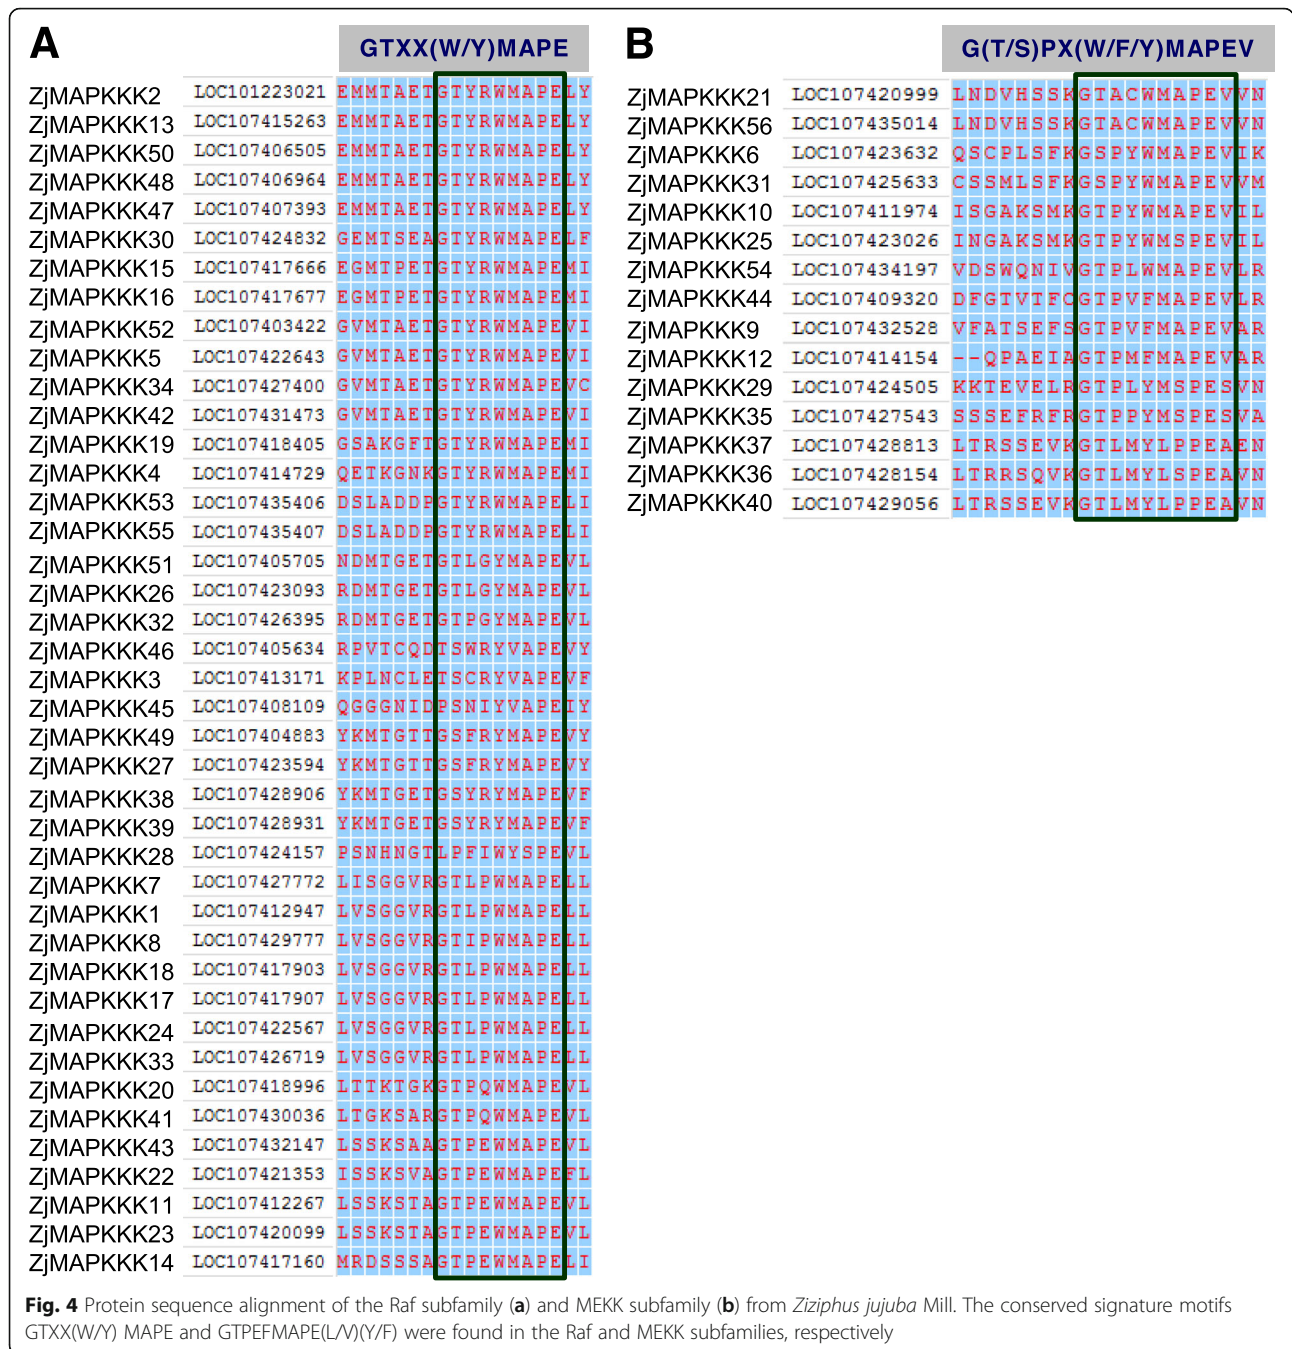 A
GTXX(W/Y)MAPE
ZjMAPKKK2 LOC101223021 EMMTAETGTYRWMAPELY
ZjMAPKKK13 LOC107415263 EMMTAETGTYRWMAPELY
ZjMAPKKK50 LOC107406505 EMMTAETGTYRWMAPELY
ZjMAPKKK48 LOC107406964 EMMTAETGTYRWMAPELY
ZjMAPKKK47 LOC107407393 EMMTAETGTYRWMAPELY
ZjMAPKKK30 LOC107424832 GEMTSEAGTYRWMAPELF
ZjMAPKKK15 LOC107417666 EGMTPETGTYRWMAPEMI
ZjMAPKKK16 LOC107417677 EGMTPETGTYRWMAPEMI
ZjMAPKKK52 LOC107403422 GVMTAETGTYRWMAPEVI
ZjMAPKKK5 LOC107422643 GVMTAETGTYRWMAPEVI
ZjMAPKKK34 LOC107427400 GVMTAETGTYRWMAPEVC
ZjMAPKKK42 LOC107431473 GVMTAETGTYRWMAPEVI
ZjMAPKKK19 LOC107418405 GSAKGFTGTYRWMAPEMI
ZjMAPKKK4 LOC107414729 QETKGNKGTYRWMAPEMI
ZjMAPKKK53 LOC107435406 DSLADDPGTYRWMAPELI
ZjMAPKKK55 LOC107435407 DSLADDPGTYRWMAPELI
ZjMAPKKK51 LOC107405705 NDMTGETGTLGYMAPEVL
ZjMAPKKK26 LOC107423093 RDMTGETGTLGYMAPEVL
ZjMAPKKK32 LOC107426395 RDMTGETGTPGYMAPEVL
ZjMAPKKK46 LOC107405634 RPVTCQDTSWRYVAPEVY
ZjMAPKKK3 LOC107413171 KPLNCLETSCRYVAPEVF
ZjMAPKKK45 LOC107408109 QGGGNIDPSNIYVAPEIY
ZjMAPKKK49 LOC107404883 YKMTGTTGSFRYMAPEVY
ZjMAPKKK27 LOC107423594 YKMTGTTGSFRYMAPEVY
ZjMAPKKK38 LOC107428906 YKMTGETGSYRYMAPEVF
ZjMAPKKK39 LOC107428931 YKMTGETGSYRYMAPEVF
ZjMAPKKK28 LOC107424157 PSNHNGTLPFIWYSPEVL
ZjMAPKKK7 LOC107427772 LISGGVRGTLPWMAPELL
ZjMAPKKK1 LOC107412947 LVSGGVRGTLPWMAPELL
ZjMAPKKK8 LOC107429777 LVSGGVRGTIPWMAPELL
ZjMAPKKK18 LOC107417903 LVSGGVRGTLPWMAPELL
ZjMAPKKK17 LOC107417907 LVSGGVRGTLPWMAPELL
ZjMAPKKK24 LOC107422567 LVSGGVRGTLPWMAPELL
ZjMAPKKK33 LOC107426719 LVSGGVRGTLPWMAPELL
ZjMAPKKK20 LOC107418996 LTTKTGKGTPQWMAPEVL
ZjMAPKKK41 LOC107430036 LTGKSARGTPQWMAPEVL
ZjMAPKKK43 LOC107432147 LSSKSAAGTPEWMAPEVL
ZjMAPKKK22 LOC107421353 ISSKSVAGTPEWMAPEFL
ZjMAPKKK11 LOC107412267 LSSKSTAGTPEWMAPEVL
ZjMAPKKK23 LOC107420099 LSSKSTAGTPEWMAPEVL
ZjMAPKKK14 LOC107417160 MRDSSSAGTPEWMAPELI
B
G(T/S)PX(W/F/Y)MAPEV
ZjMAPKKK21 LOC107420999 LNDVHSSKGTACWMAPEVVN
ZjMAPKKK56 LOC107435014 LNDVHSSKGTACWMAPEVVN
ZjMAPKKK6 LOC107423632 QSCPLSFKGSPYWMAPEVIK
ZjMAPKKK31 LOC107425633 CSSMLSFKGSPYWMAPEVVM
ZjMAPKKK10 LOC107411974 ISGAKSMKGTPYWMAPEVIL
ZjMAPKKK25 LOC107423026 INGAKSMKGTPYWMSPEVIL
ZjMAPKKK54 LOC107434197 VDSWQNIVGTPLWMAPEVLR
ZjMAPKKK44 LOC107409320 DFGTVTFCGTPVFMAPEVLR
ZjMAPKKK9 LOC107432528 VFATSEFSGTPVFMAPEVAR
ZjMAPKKK12 LOC107414154 --QPAEIAGTPMFMAPEVAR
ZjMAPKKK29 LOC107424505 KKTEVELRGTPLYMSPESVN
ZjMAPKKK35 LOC107427543 SSSEFRFRGTPPYMSPESVA
ZjMAPKKK37 LOC107428813 LTRSSEVKGTLMYLPPEAEN
ZjMAPKKK36 LOC107428154 LTRRSQVKGTLMYLSPEAVN
ZjMAPKKK40 LOC107429056 LTRSSEVKGTLMYLPPEAVN
Fig. 4 Protein sequence alignment of the Raf subfamily (a) and MEKK subfamily (b) from Ziziphus jujuba Mill. The conserved signature motifs
GTXX(W/Y) MAPE and GTPEFMAPE(L/V)(Y/F) were found in the Raf and MEKK subfamilies, respectively